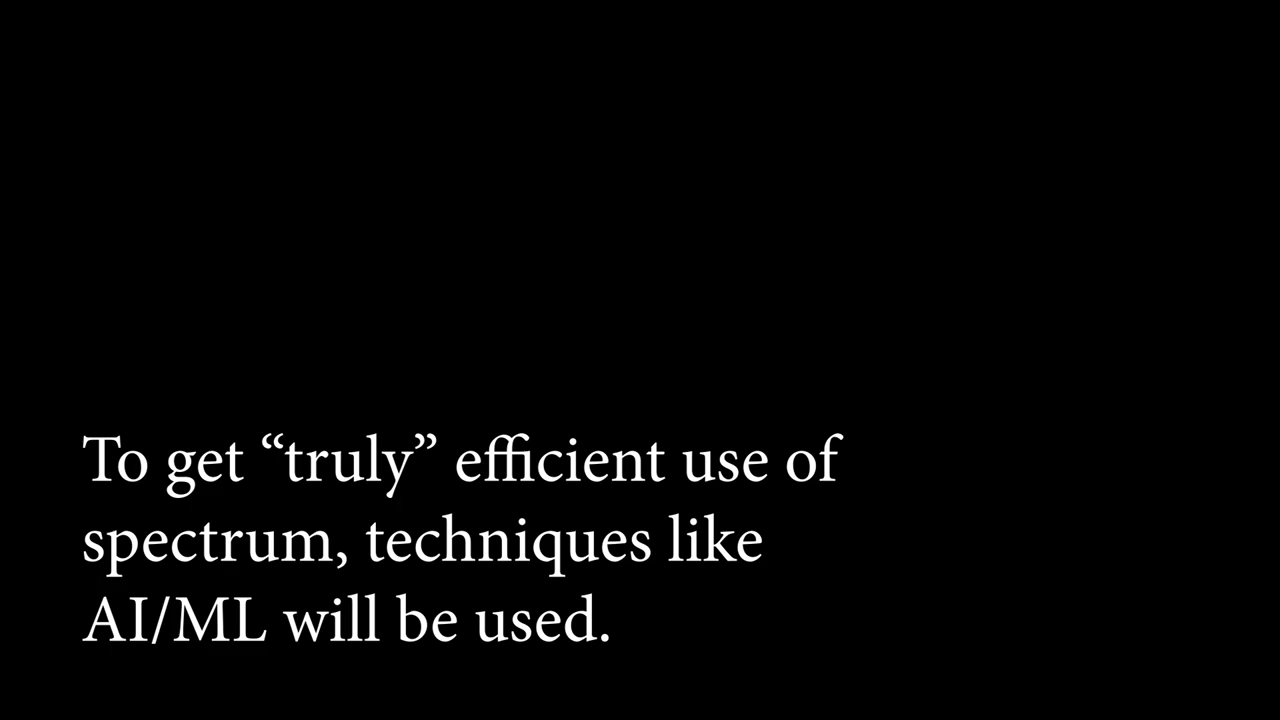 To get “truly” efficient use of
spectrum, techniques like
AI/ML will be used.